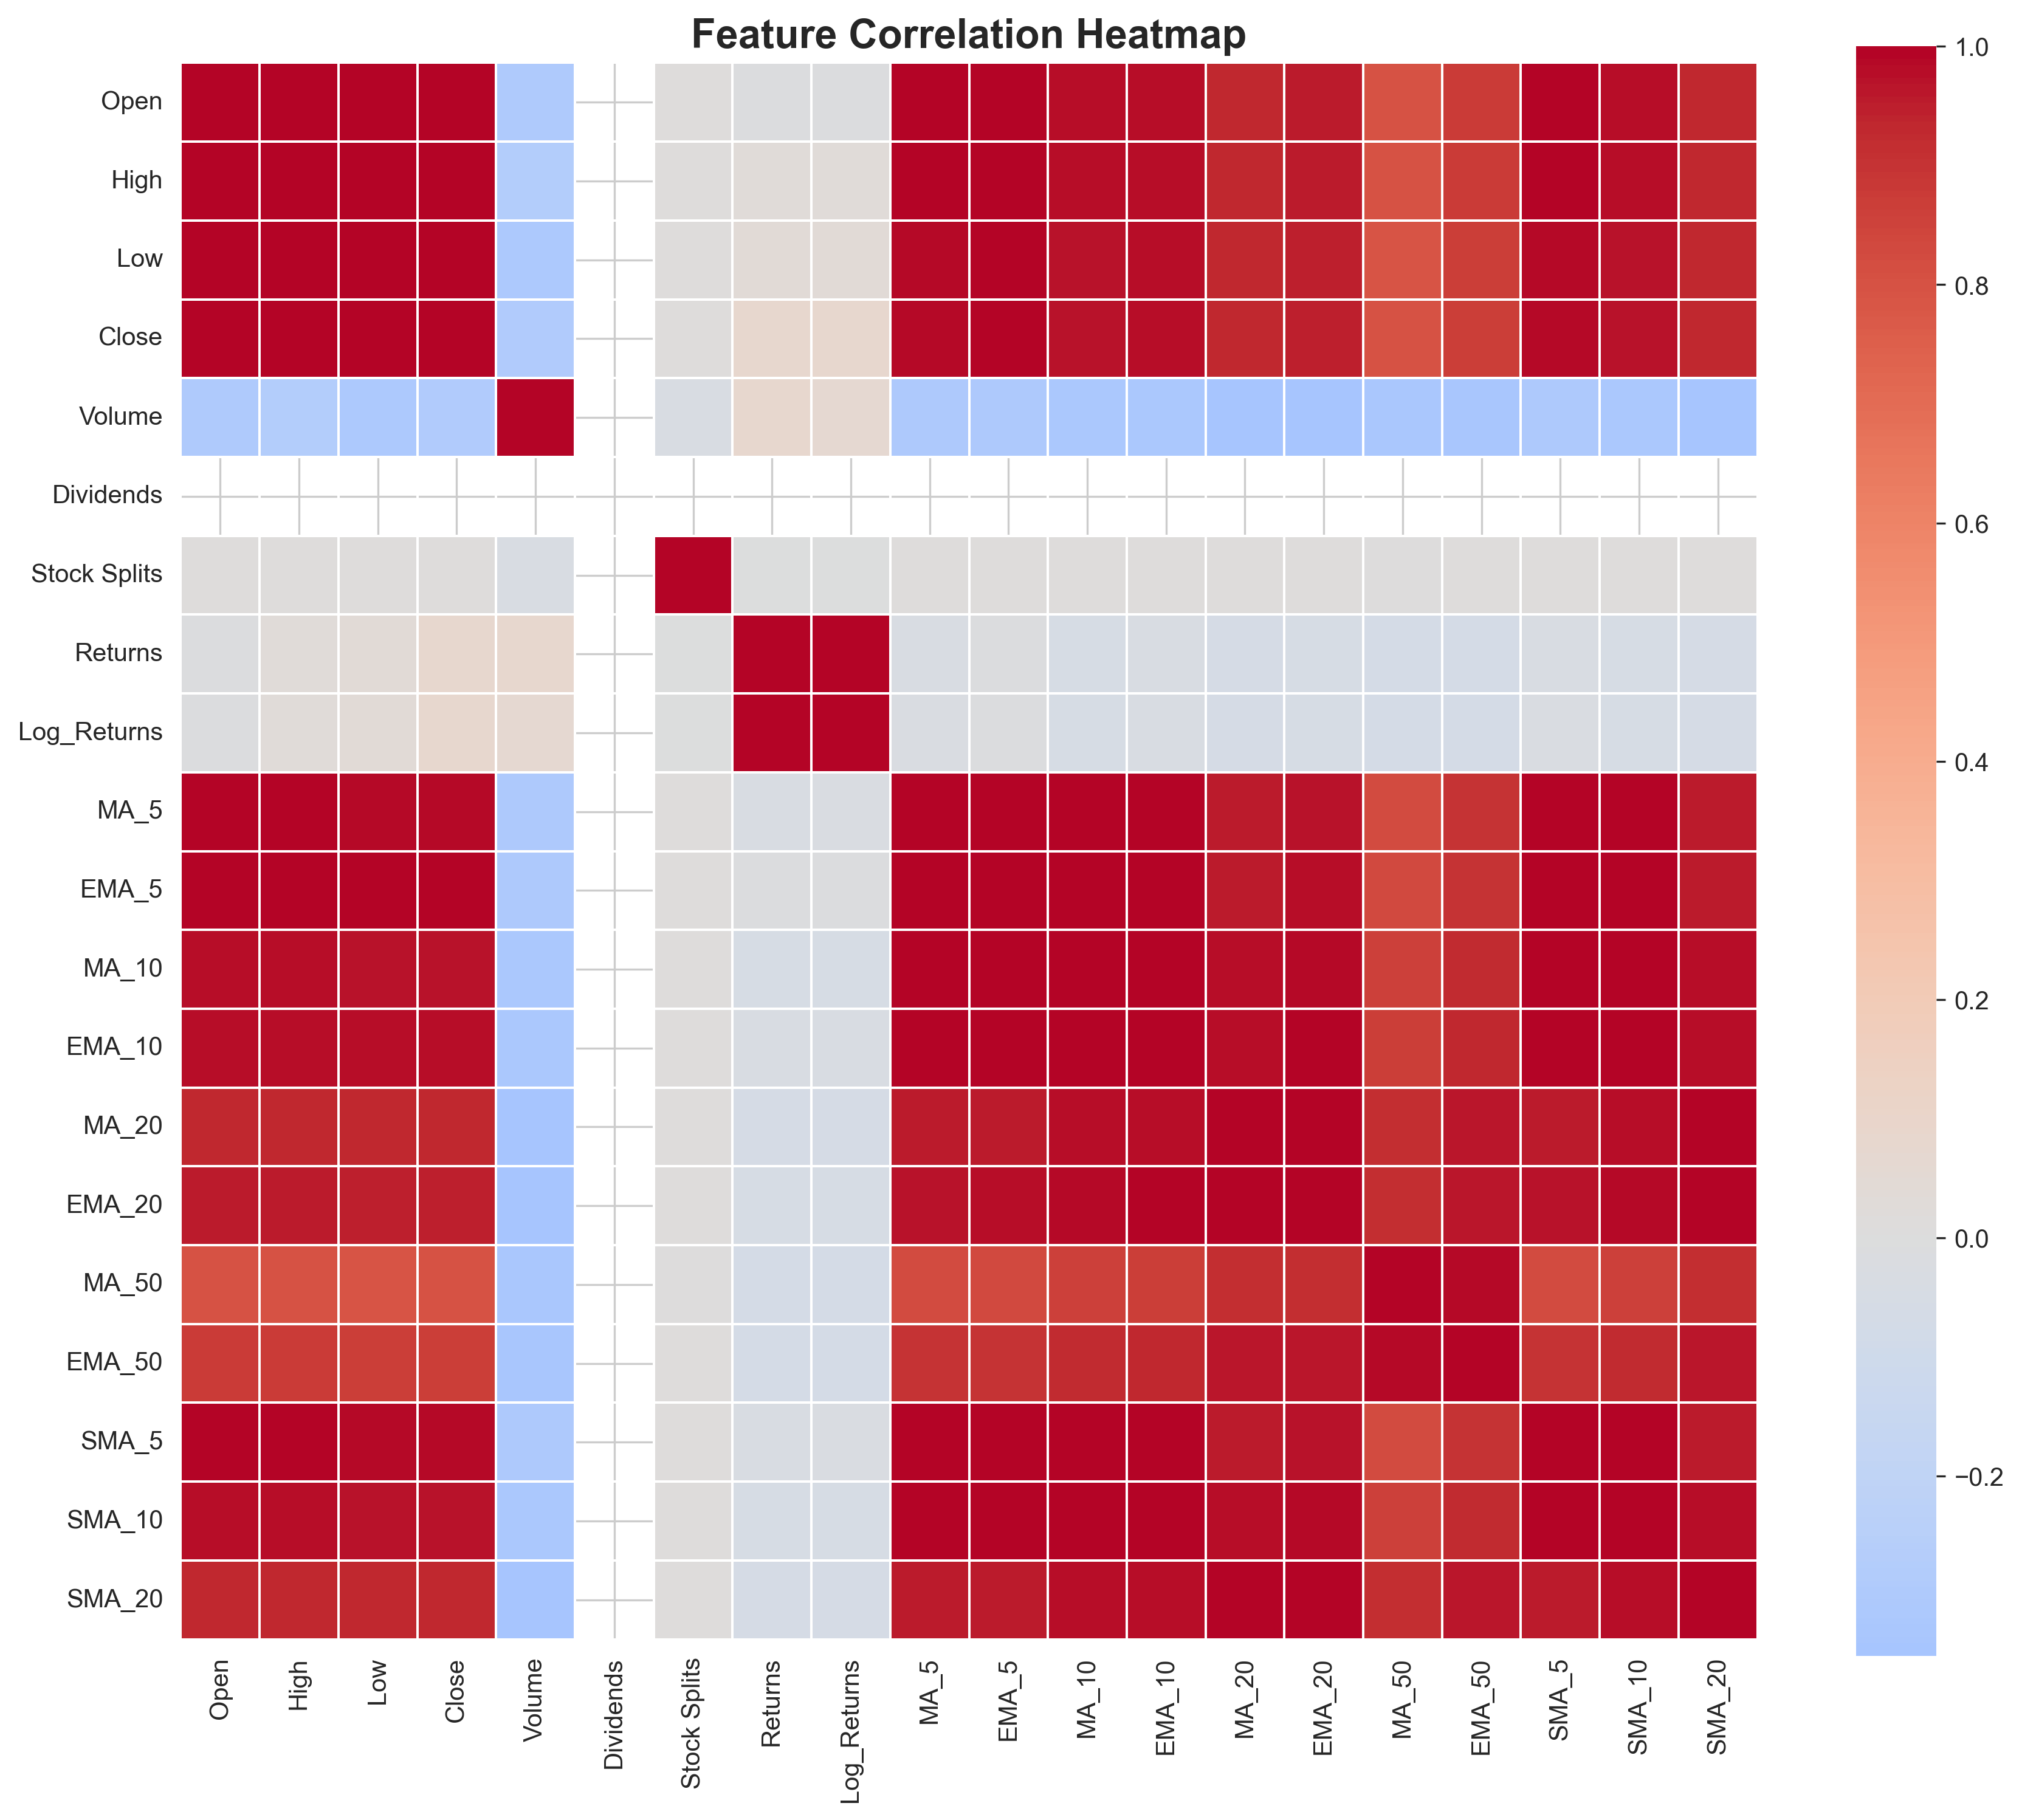 Feature Correlation Heatmap
Open
High
Low
Close
Volume
Dividends
Stock Splits
Returns
Log_Returns
MA_5
EMA_5
MA_10
EMA_10
MA_20
EMA_20
MA_50
EMA_50
SMA_5
SMA_10
SMA_20
Open
High
Low
Close
Volume
Dividends
Stock Splits
Returns
Log_Returns
MA_5
EMA_5
MA_10
EMA_10
MA_20
EMA_20
MA_50
EMA_50
SMA_5
SMA_10
SMA_20
1.0
0.8
0.6
0.4
0.2
0.0
−0.2